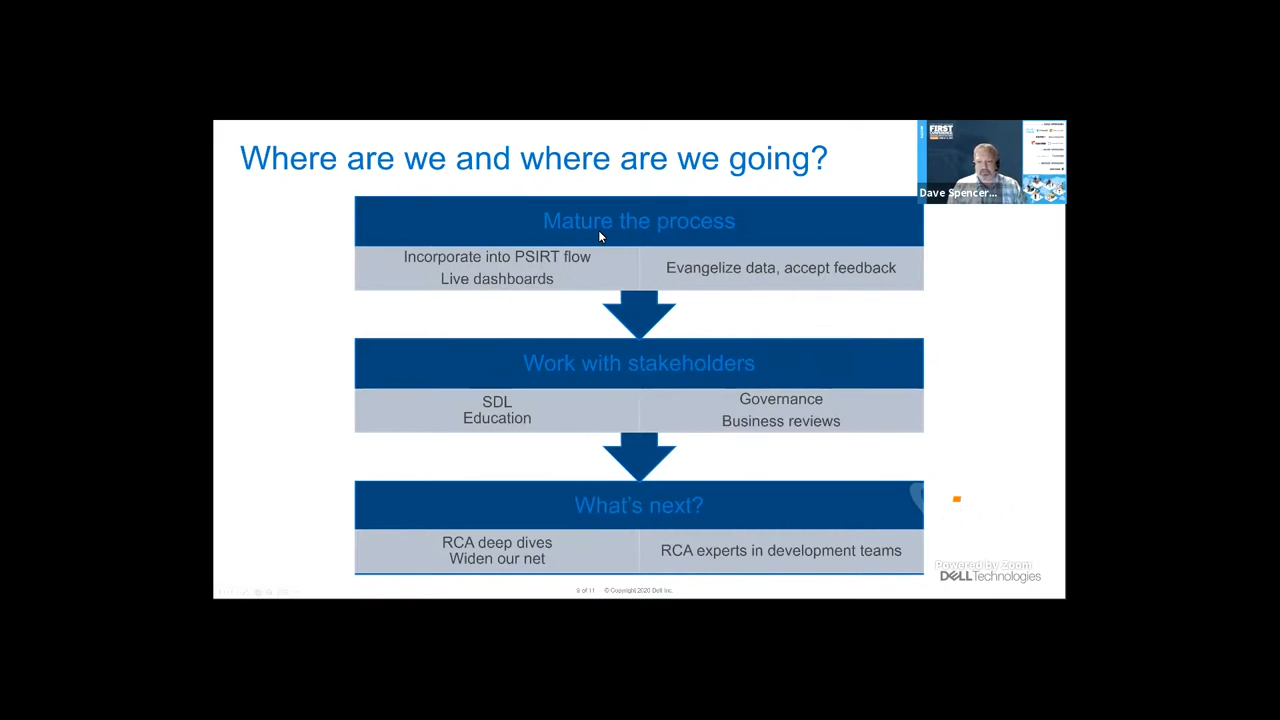 Where are we and where are we going?
FIRST
Dave Spencer...
Mature the process
Incorporate into PSIRT flow
Live dashboards
Evangelize data, accept feedback
Work with stakeholders
SDL
Education
Governance
Business reviews
What's next?
RCA deep dives
Widen our net
RCA experts in development teams
Powered by Zoom
DELLTechnologies
9 of 11 © Copyright 2020 Dell Inc.